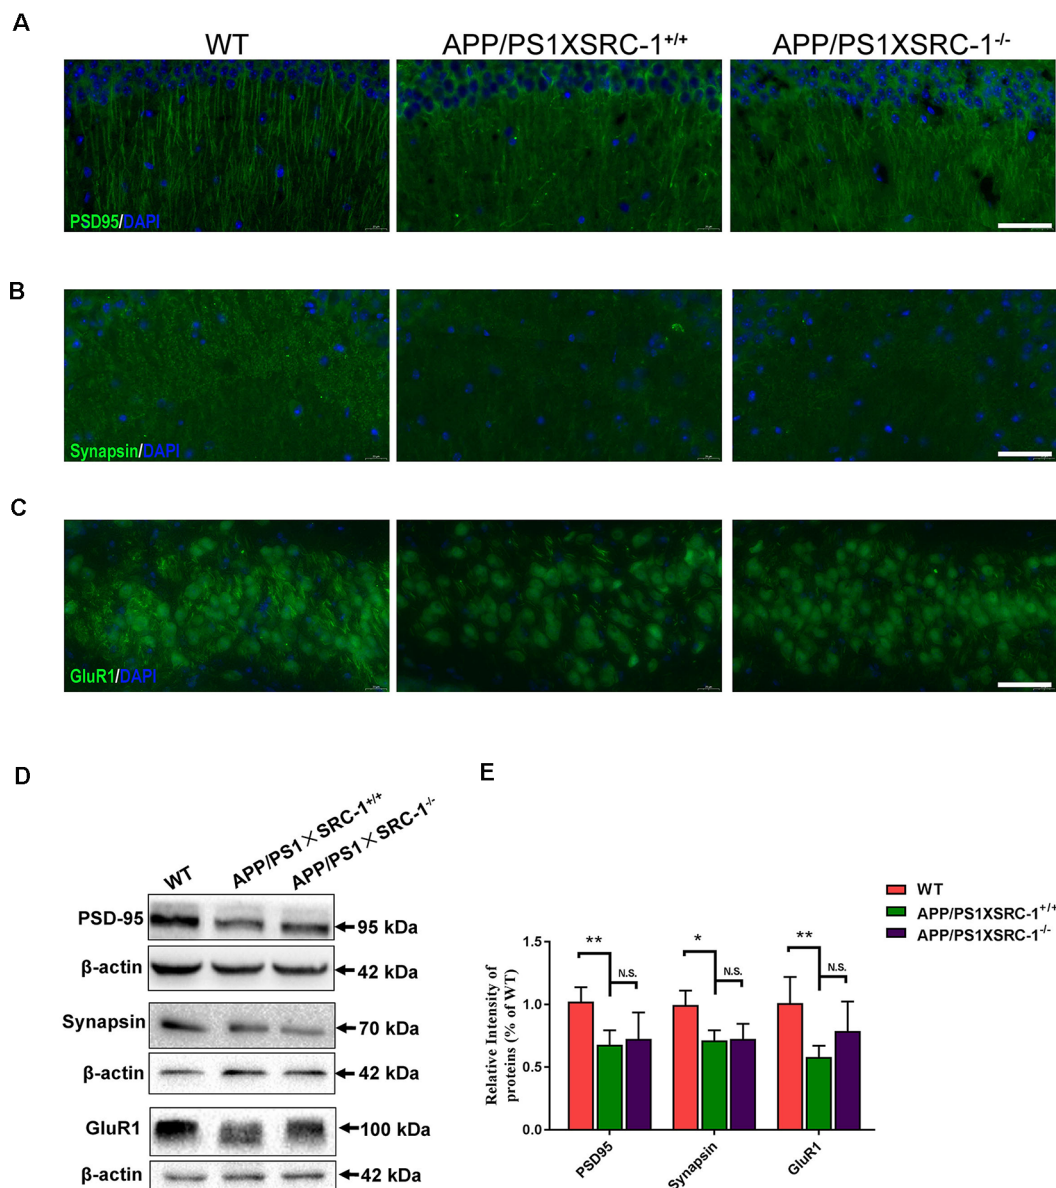 A
WT
APP/PS1XSRC-1+/+
APP/PS1XSRC-1-/-
PSD95/DAPI
B
Synapsin/DAPI
C
GluR1/DAPI
D
WT
APP/PS1×SRC-1+/+
APP/PS1×SRC-1-/-
PSD-95
95 kDa
β-actin
42 kDa
Synapsin
70 kDa
β-actin
42 kDa
GluR1
100 kDa
β-actin
42 kDa
E
WT
APP/PS1XSRC-1+/+
APP/PS1XSRC-1-/-
Relative Intensity of
proteins (% of WT)
1.5
1.0
0.5
0.0
**
N.S.
*
N.S.
**
N.S.
PSD95
Synapsin
GluR1